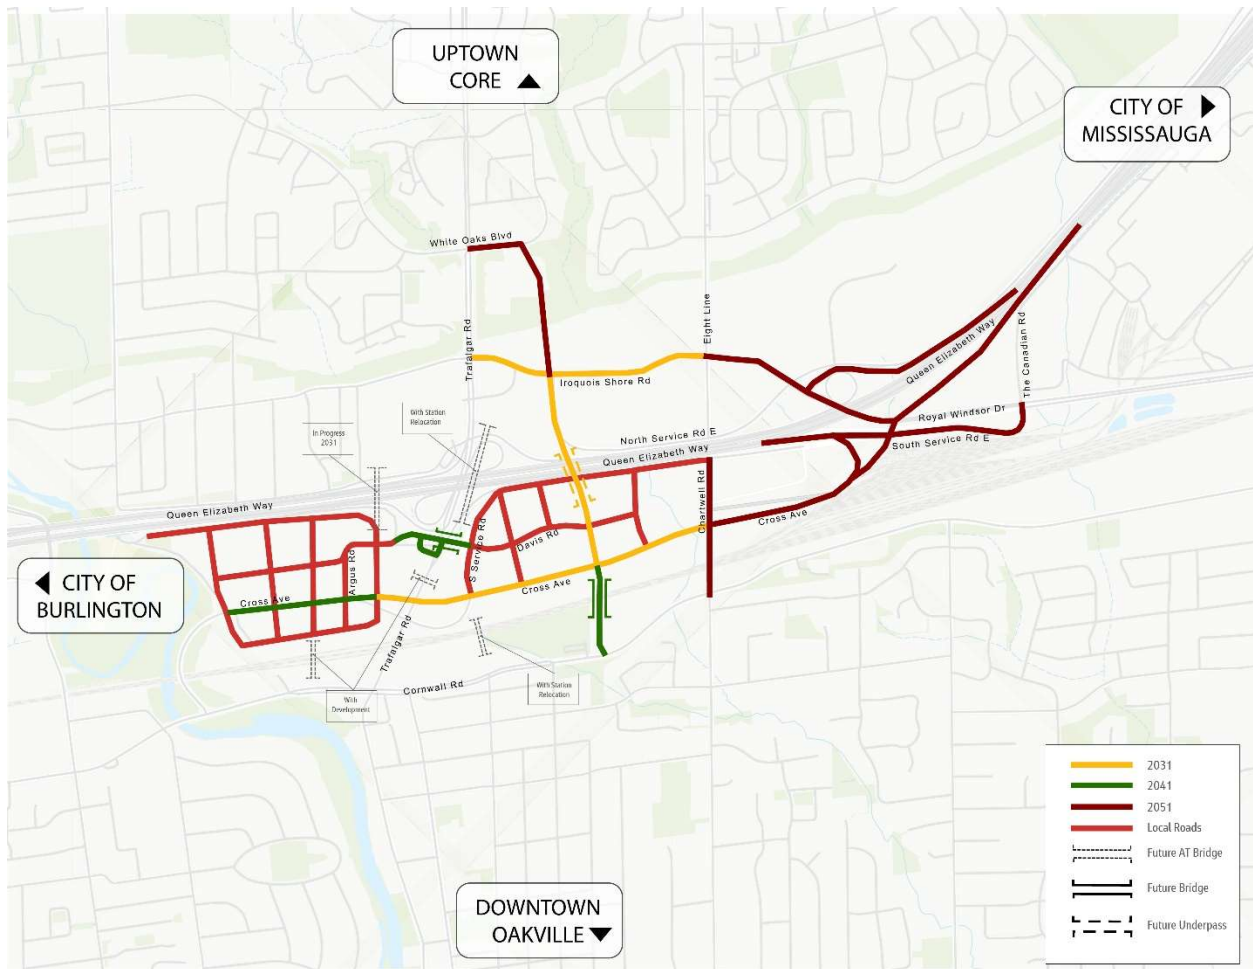 UPTOWN
CORE
CITY OF
MISSISSAUGA
White Oaks Blvd
Trafalgar Rd
Eight Line
Iroquois Shore Rd
Queen Elizabeth Way
The Canadian Rd
With Station
Relocation
In Progress
2031
Royal Windsor Dr
North Service Rd E
South Service Rd E
Queen Elizabeth Way
Queen Elizabeth Way
Chartwell Rd
Cross Ave
S Service Rd
Davis Rd
Argus Rd
CITY OF
BURLINGTON
Cross Ave
Cross Ave
Trafalgar Rd
Cornwall Rd
With Station
Relocation
With
Development
2031
2041
2051
Local Roads
Future AT Bridge
Future Bridge
Future Underpass
DOWNTOWN
OAKVILLE